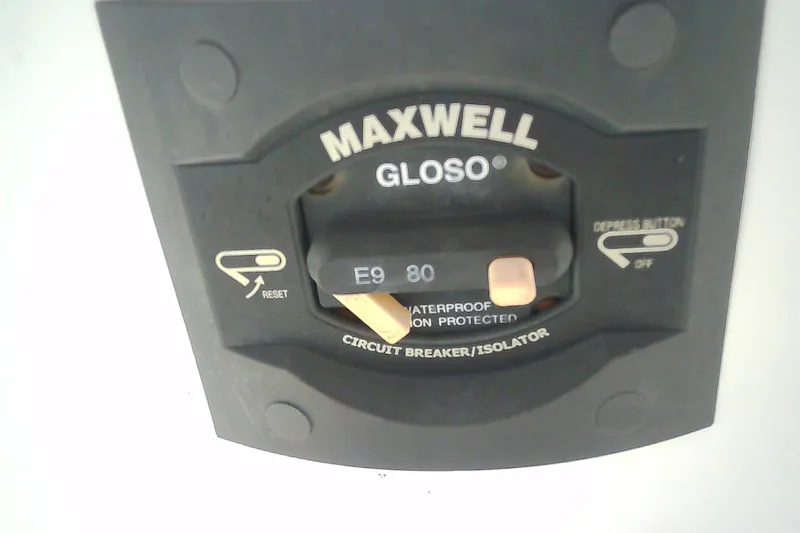 MAXWELL
GLOSO®
DEPRESS BUTTON
OFF
RESET
E9 80
WATERPROOF
PROTECTED
CIRCUIT BREAKER/ISOLATOR